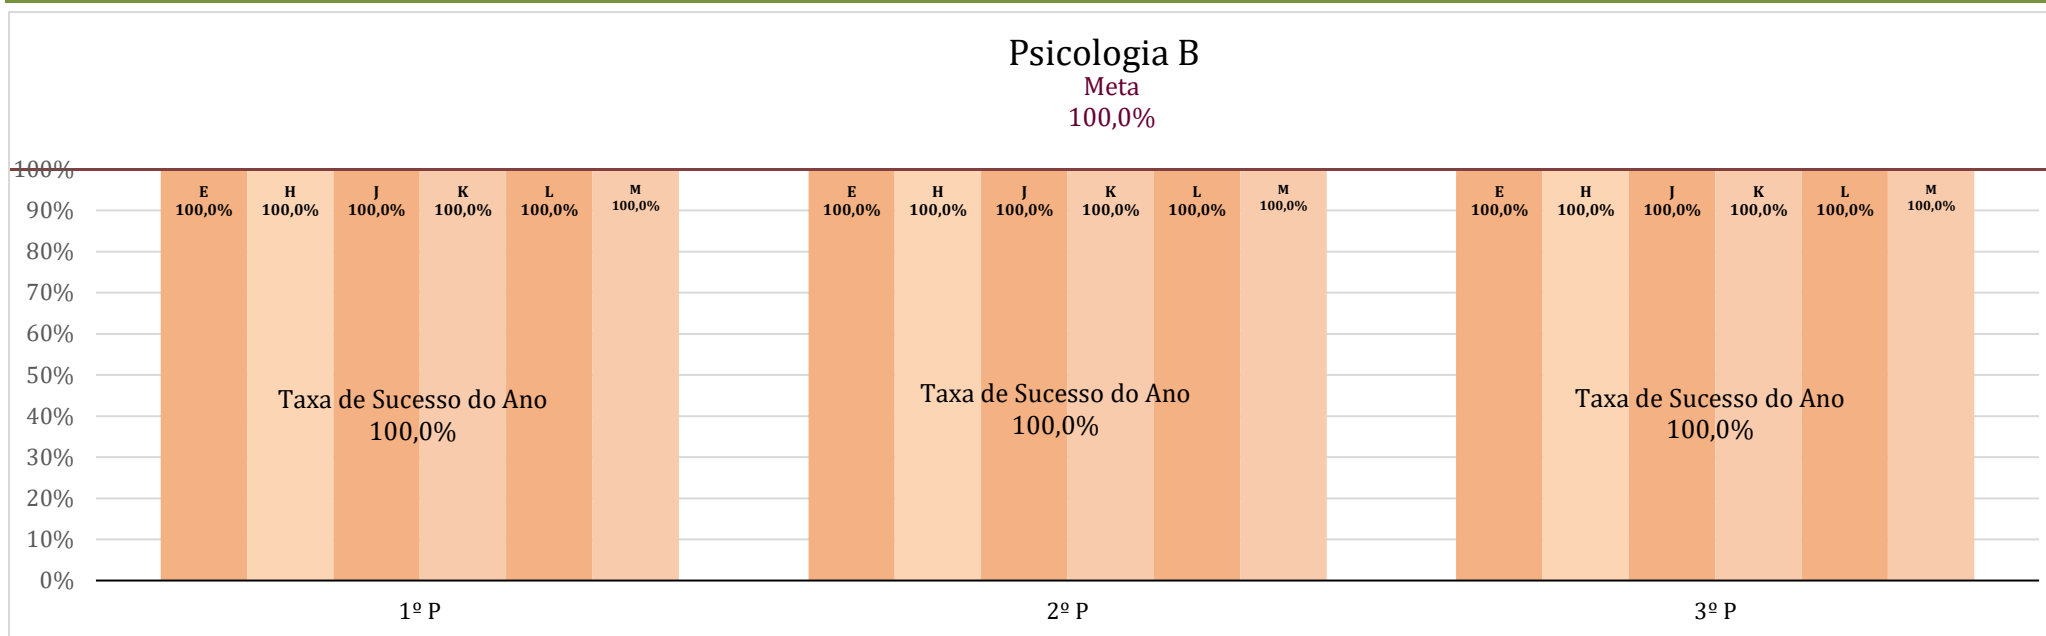 Psicologia B
Meta
100,0%
100%
90%
80%
70%
60%
50%
40%
30%
20%
10%
0%
E H J K L M
100,0% 100,0% 100,0% 100,0% 100,0% 100,0%
Taxa de Sucesso do Ano
100,0%
1º P
E H J K L M
100,0% 100,0% 100,0% 100,0% 100,0% 100,0%
Taxa de Sucesso do Ano
100,0%
2º P
E H J K L M
100,0% 100,0% 100,0% 100,0% 100,0% 100,0%
Taxa de Sucesso do Ano
100,0%
3º P